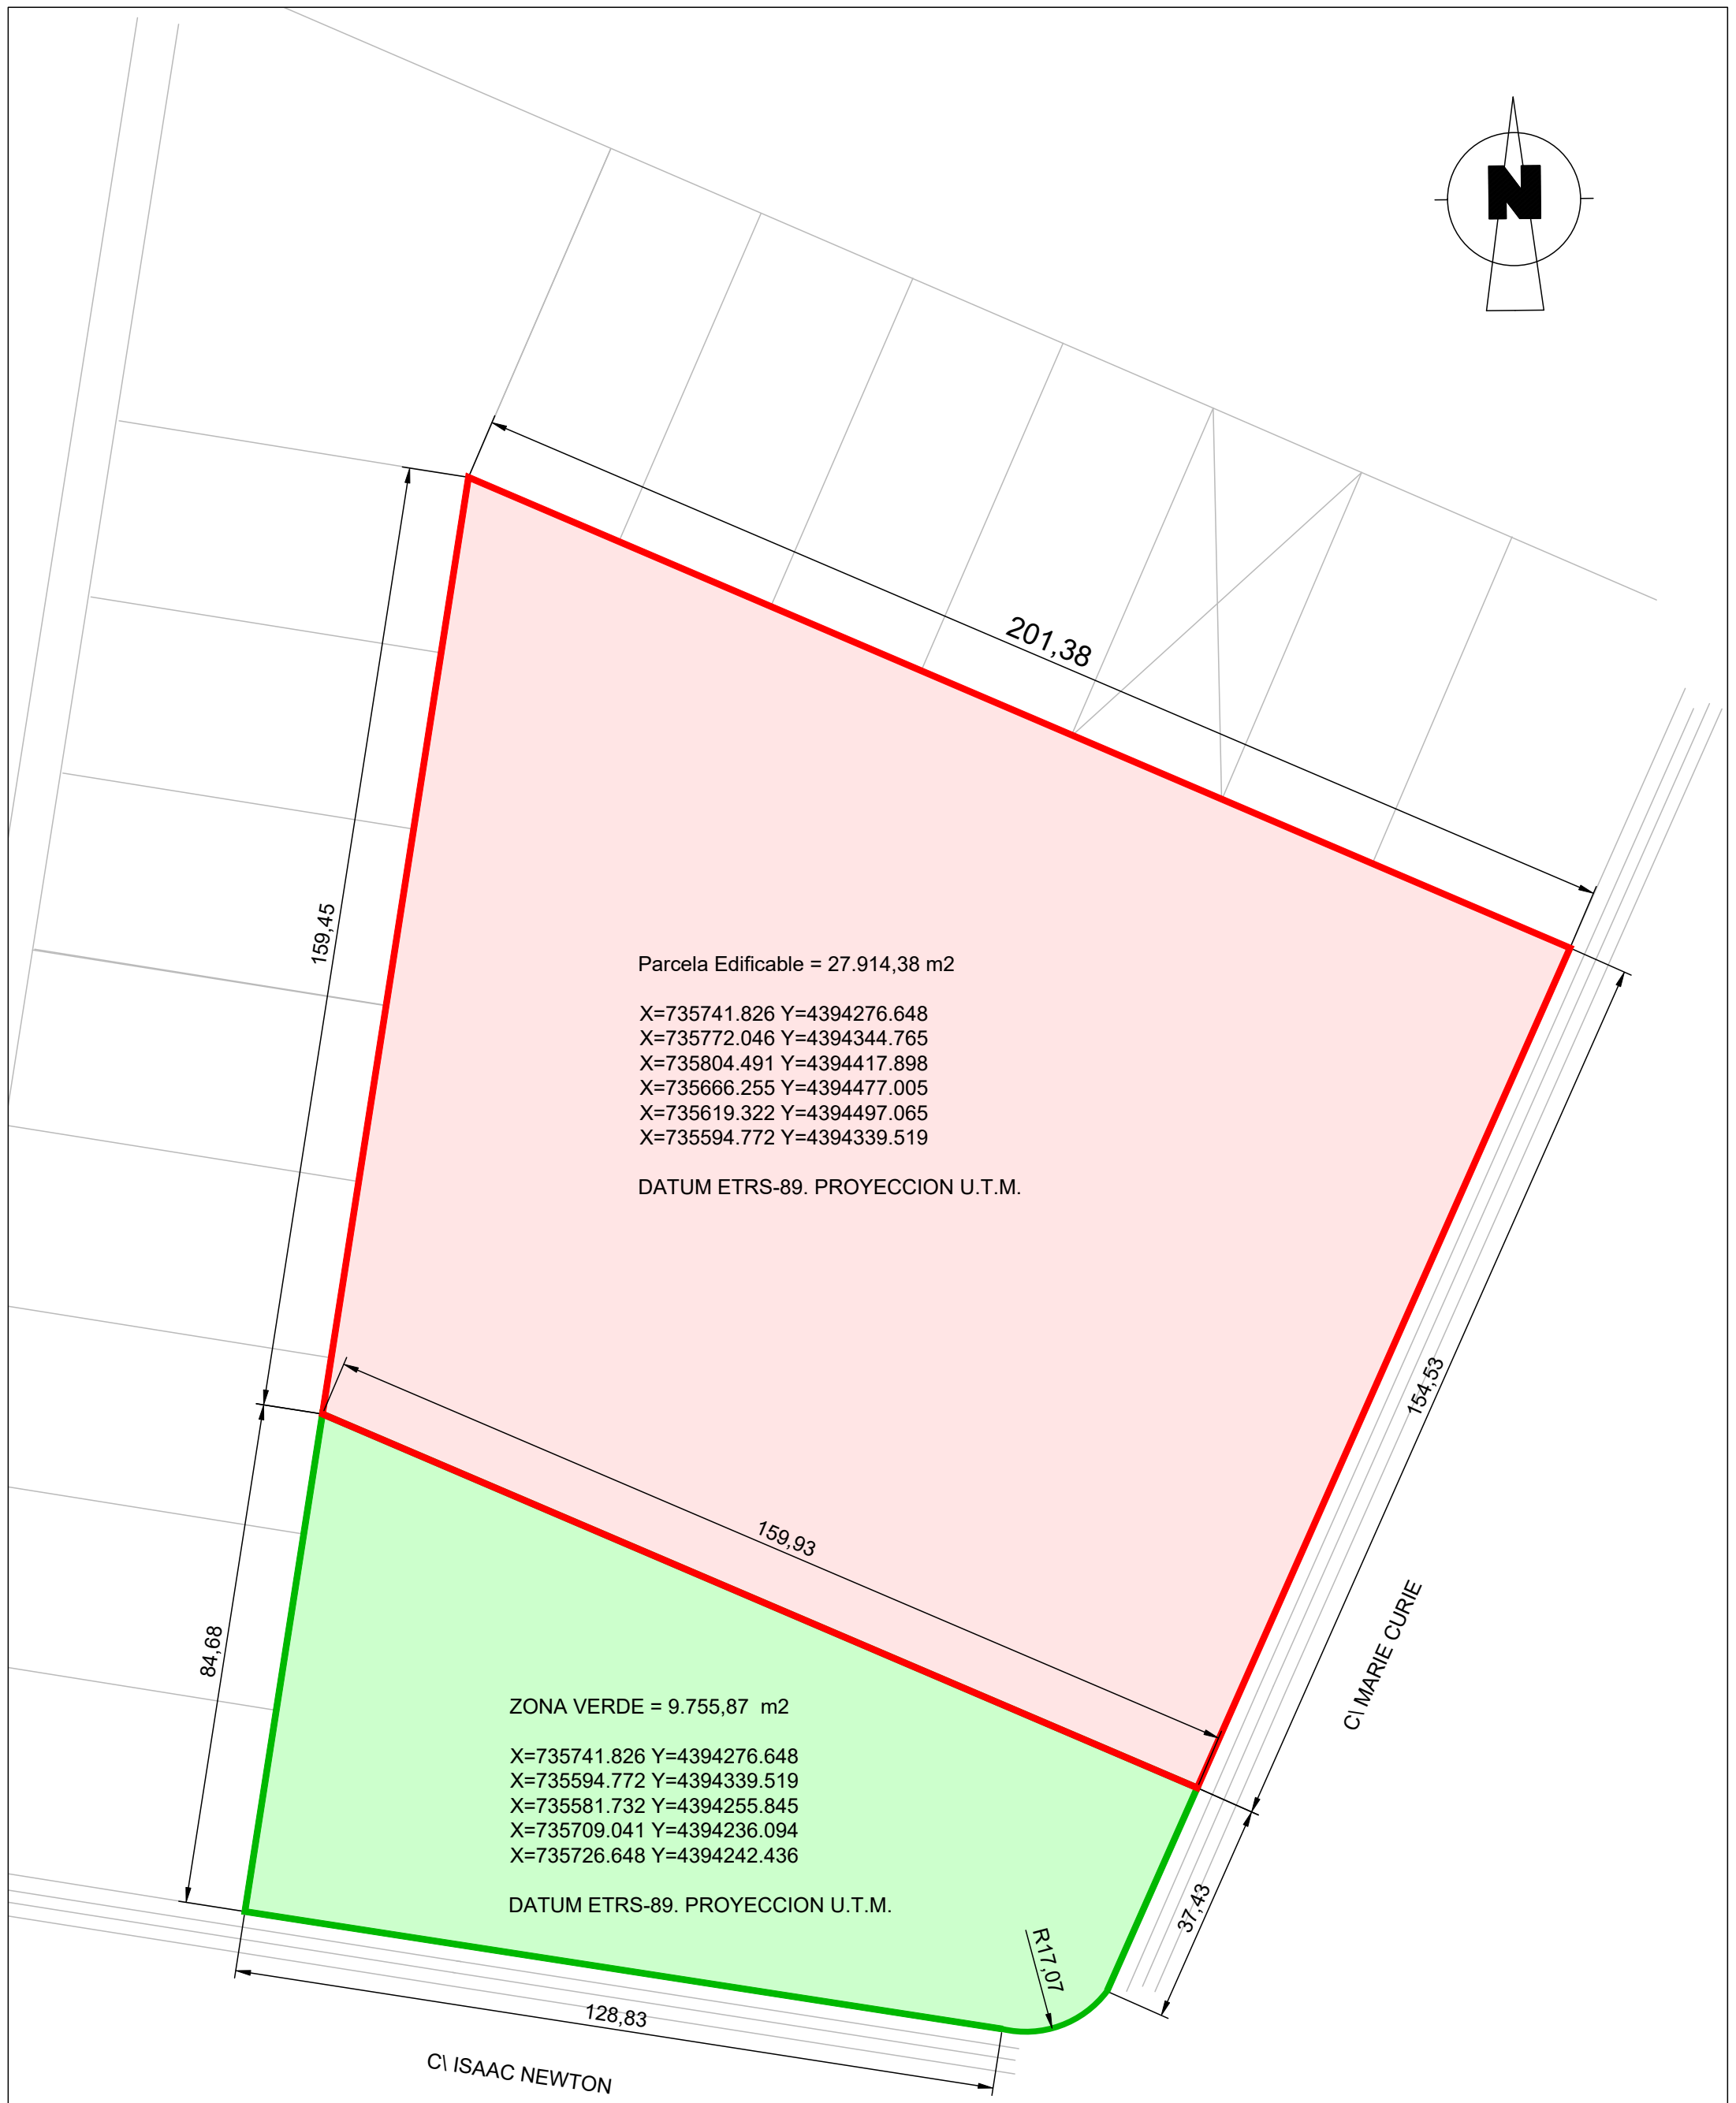 N
201,38
159,45
Parcela Edificable = 27.914,38 m2
X=735741.826 Y=4394276.648
X=735772.046 Y=4394344.765
X=735804.491 Y=4394417.898
X=735666.255 Y=4394477.005
X=735619.322 Y=4394497.065
X=735594.772 Y=4394339.519
DATUM ETRS-89. PROYECCION U.T.M.
154,53
159,93
C\ MARIE CURIE
84,68
ZONA VERDE = 9.755,87 m2
X=735741.826 Y=4394276.648
X=735594.772 Y=4394339.519
X=735581.732 Y=4394255.845
X=735709.041 Y=4394236.094
X=735726.648 Y=4394242.436
DATUM ETRS-89. PROYECCION U.T.M.
37,43
R17,07
128,83
C\ ISAAC NEWTON